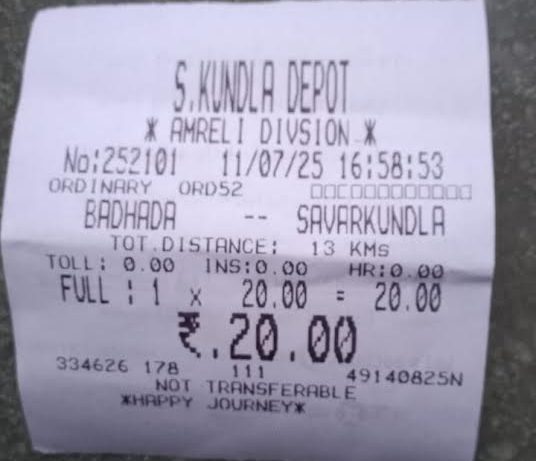 S.KUNDLA DEPOT
* AMRELI DIVSION *
No:252101 11/07/25 16:58:53
ORDINARY ORD52 □□□□□□□□□□□□
BADHADA -- SAVARKUNDLA
TOT.DISTANCE: 13 KMS
TOLL: 0.00 INS:0.00 HR:0.00
FULL : 1 x 20.00 = 20.00
₹.20.00
334626 178 111 49140825N
NOT TRANSFERABLE
*HAPPY JOURNEY*